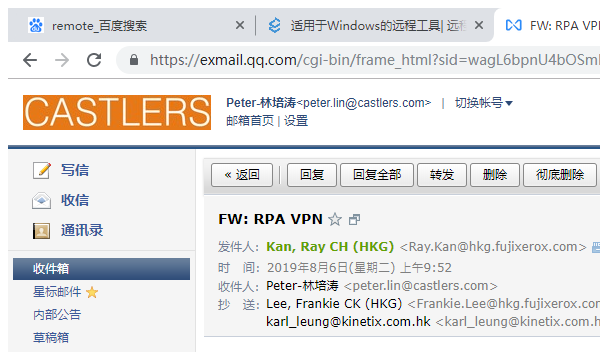 remote_百度搜索
适用于Windows的远程工具| 远程
FW: RPA VPN
https://exmail.qq.com/cgi-bin/frame_html?sid=wagL6bpnU4bOSm
CASTLERS
Peter-林培涛<peter.lin@castlers.com> | 切换帐号
邮箱首页 | 设置
写信
收信
通讯录
收件箱
星标邮件
内部公告
草稿箱
« 返回
回复
回复全部
转发
删除
彻底删除
FW: RPA VPN
发件人: Kan, Ray CH (HKG) <Ray.Kan@hkg.fujixerox.com>
时 间: 2019年8月6日(星期二) 上午9:52
收件人: Peter-林培涛 <peter.lin@castlers.com>
抄 送: Lee, Frankie CK (HKG) <Frankie.Lee@hkg.fujixerox.com
karl_leung@kinetix.com.hk <karl_leung@kinetix.com.hk>